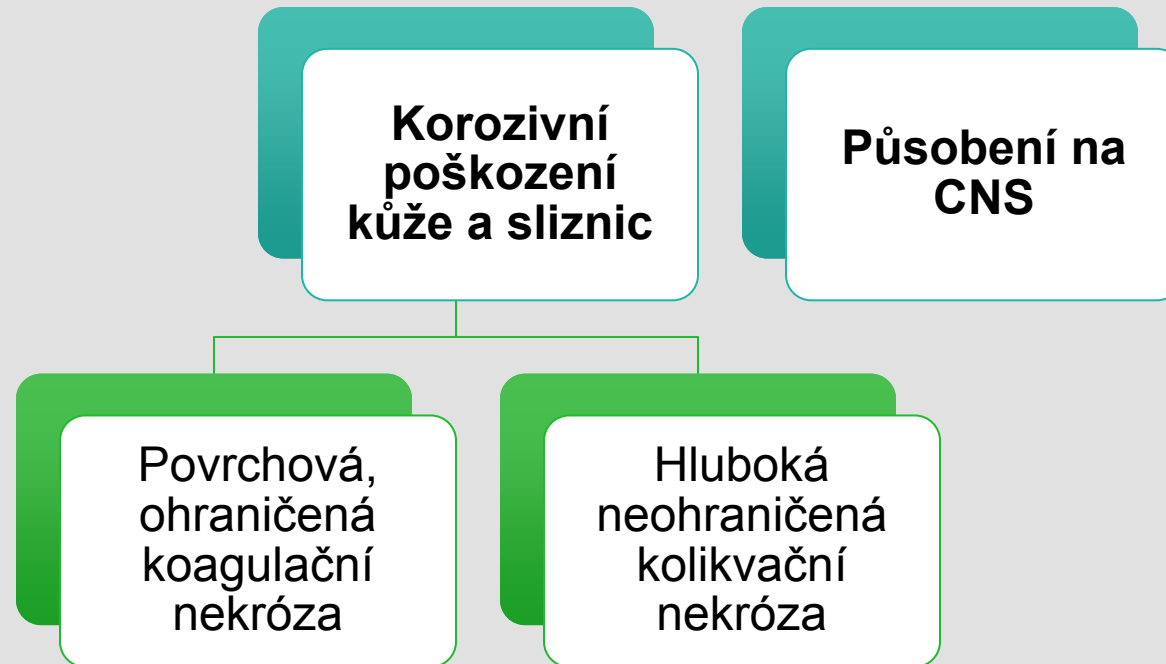 Korozivní
poškození
kůže a sliznic
Působení na
CNS
Povrchová,
ohraničená
koagulační
nekróza
Hluboká
neohraničená
kolikvační
nekróza